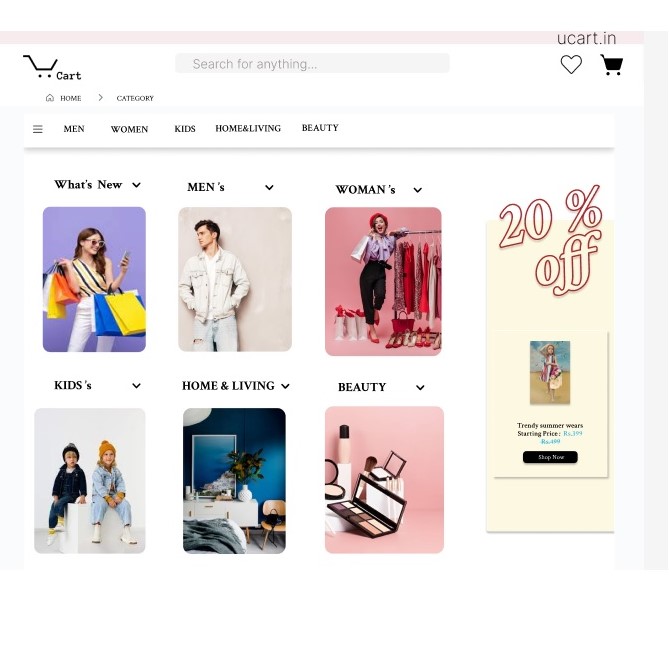 ucart.in
Cart
Search for anything...
HOME > CATEGORY
MEN WOMEN KIDS HOME&LIVING BEAUTY
What's New MEN 's WOMAN 's
20 %
off
KIDS 's HOME & LIVING BEAUTY
Trendy summer wears
Starting Price : Rs.399
Rs.499
Shop Now